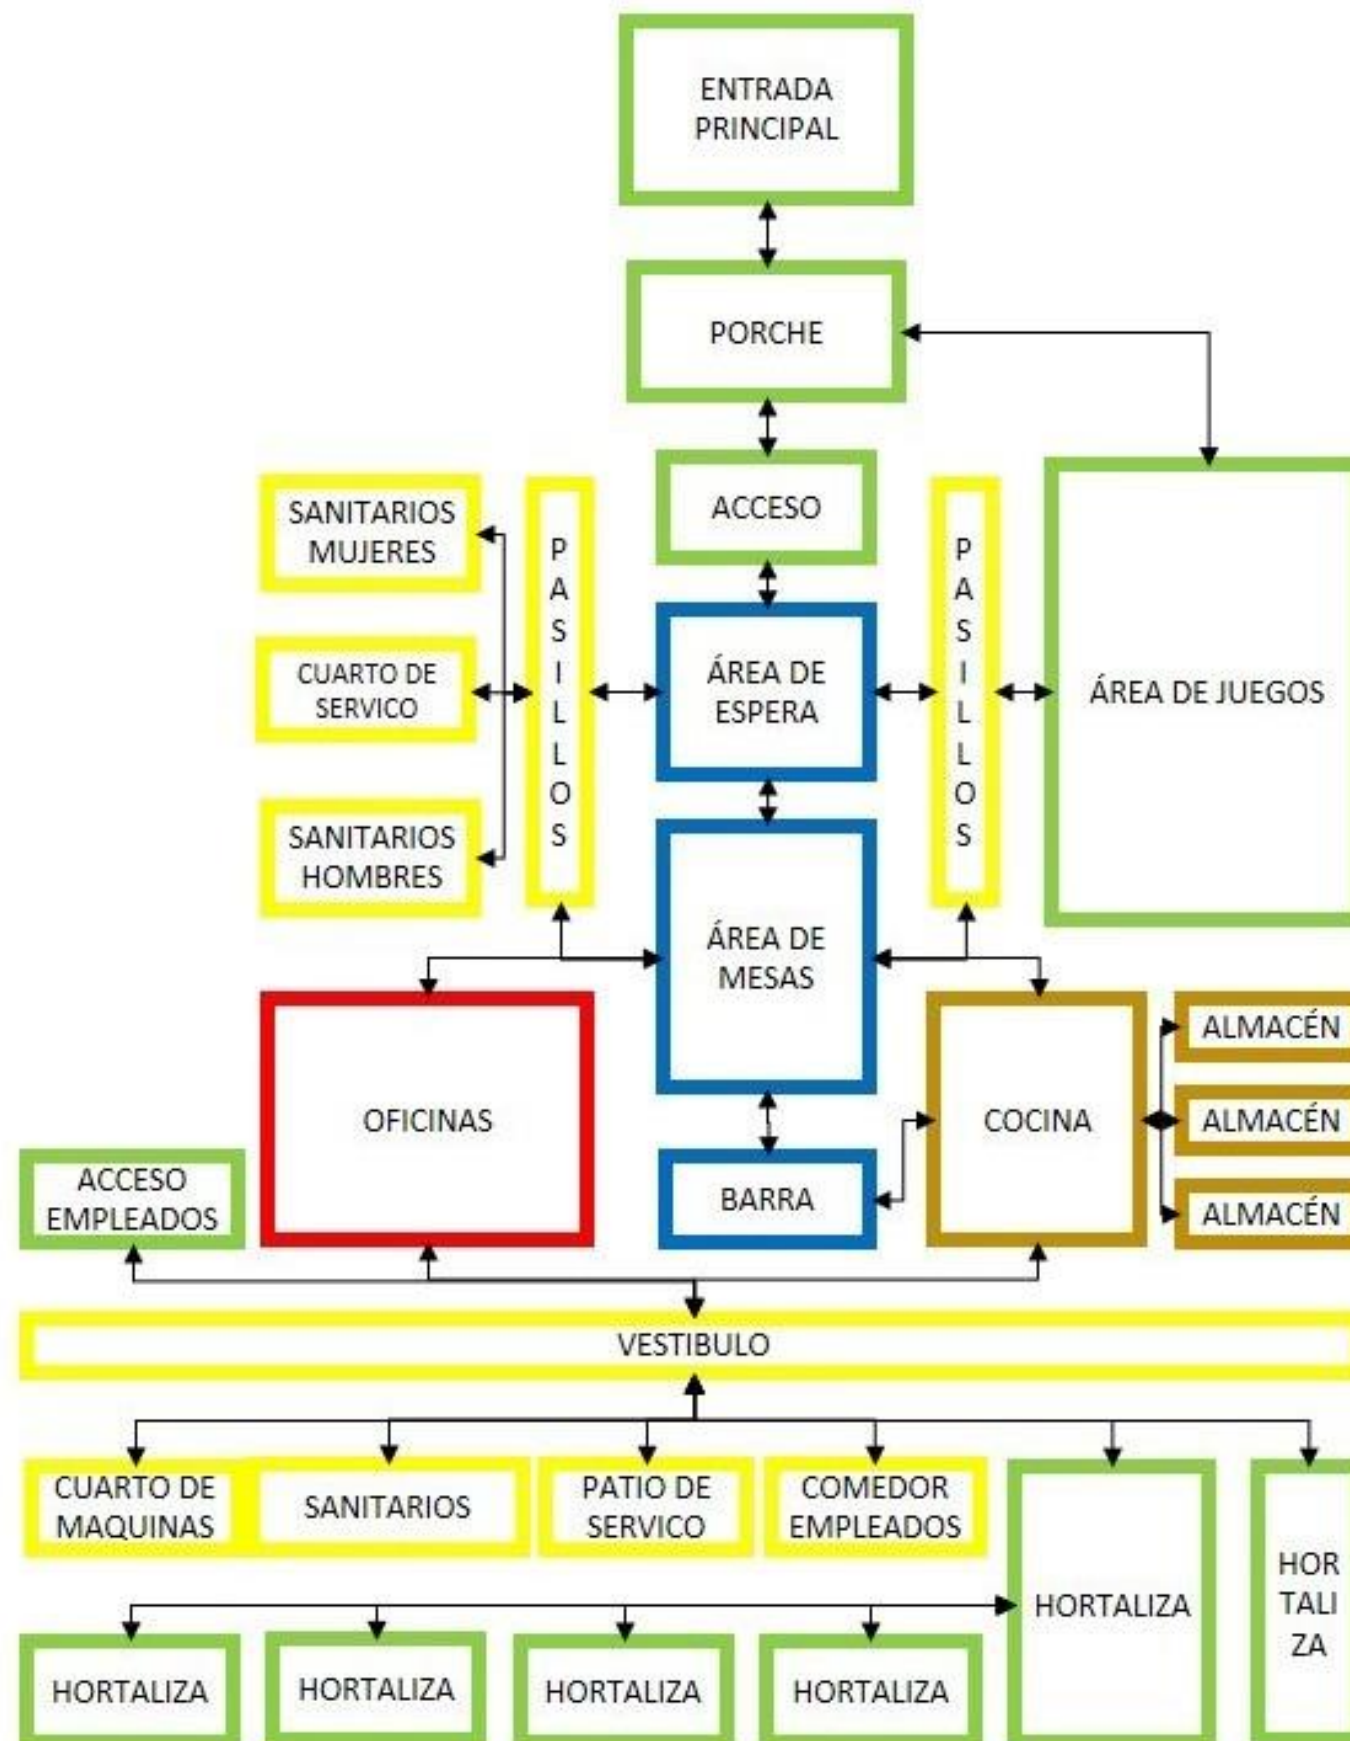 ENTRADA
PRINCIPAL
PORCHE
ACCESO
SANITARIOS
MUJERES
CUARTO DE
SERVICO
SANITARIOS
HOMBRES
PASILLOS
ÁREA DE
ESPERA
PASILLOS
ÁREA DE JUEGOS
ÁREA DE
MESAS
OFICINAS
COCINA
ALMACÉN
ALMACÉN
ALMACÉN
ACCESO
EMPLEADOS
BARRA
VESTIBULO
CUARTO DE
MAQUINAS
SANITARIOS
PATIO DE
SERVICO
COMEDOR
EMPLEADOS
HORTALIZA
HOR
TALI
ZA
HORTALIZA
HORTALIZA
HORTALIZA
HORTALIZA